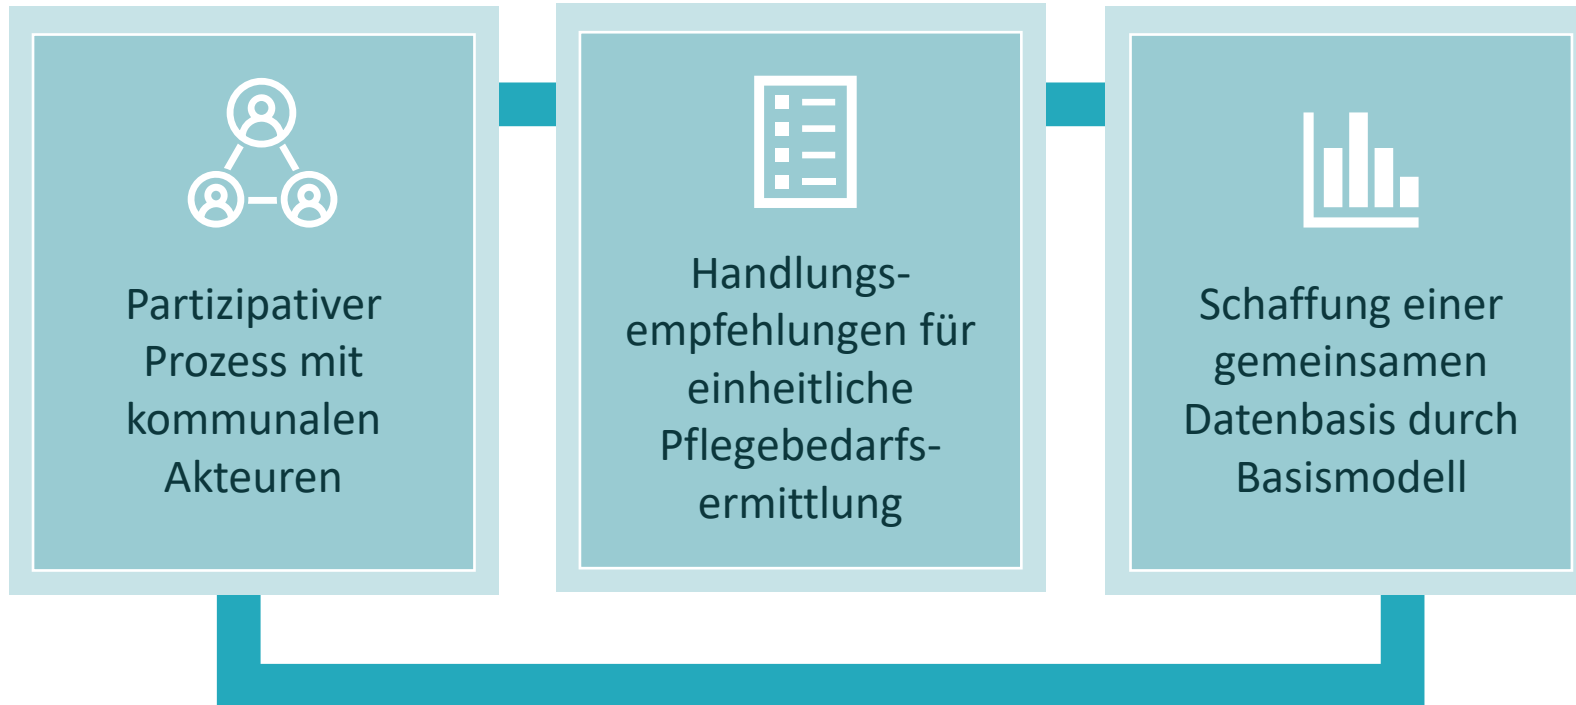 Partizipativer
Prozess mit
kommunalen
Akteuren
Handlungs-
empfehlungen für
einheitliche
Pflegebedarfs-
ermittlung
Schaffung einer
gemeinsamen
Datenbasis durch
Basismodell